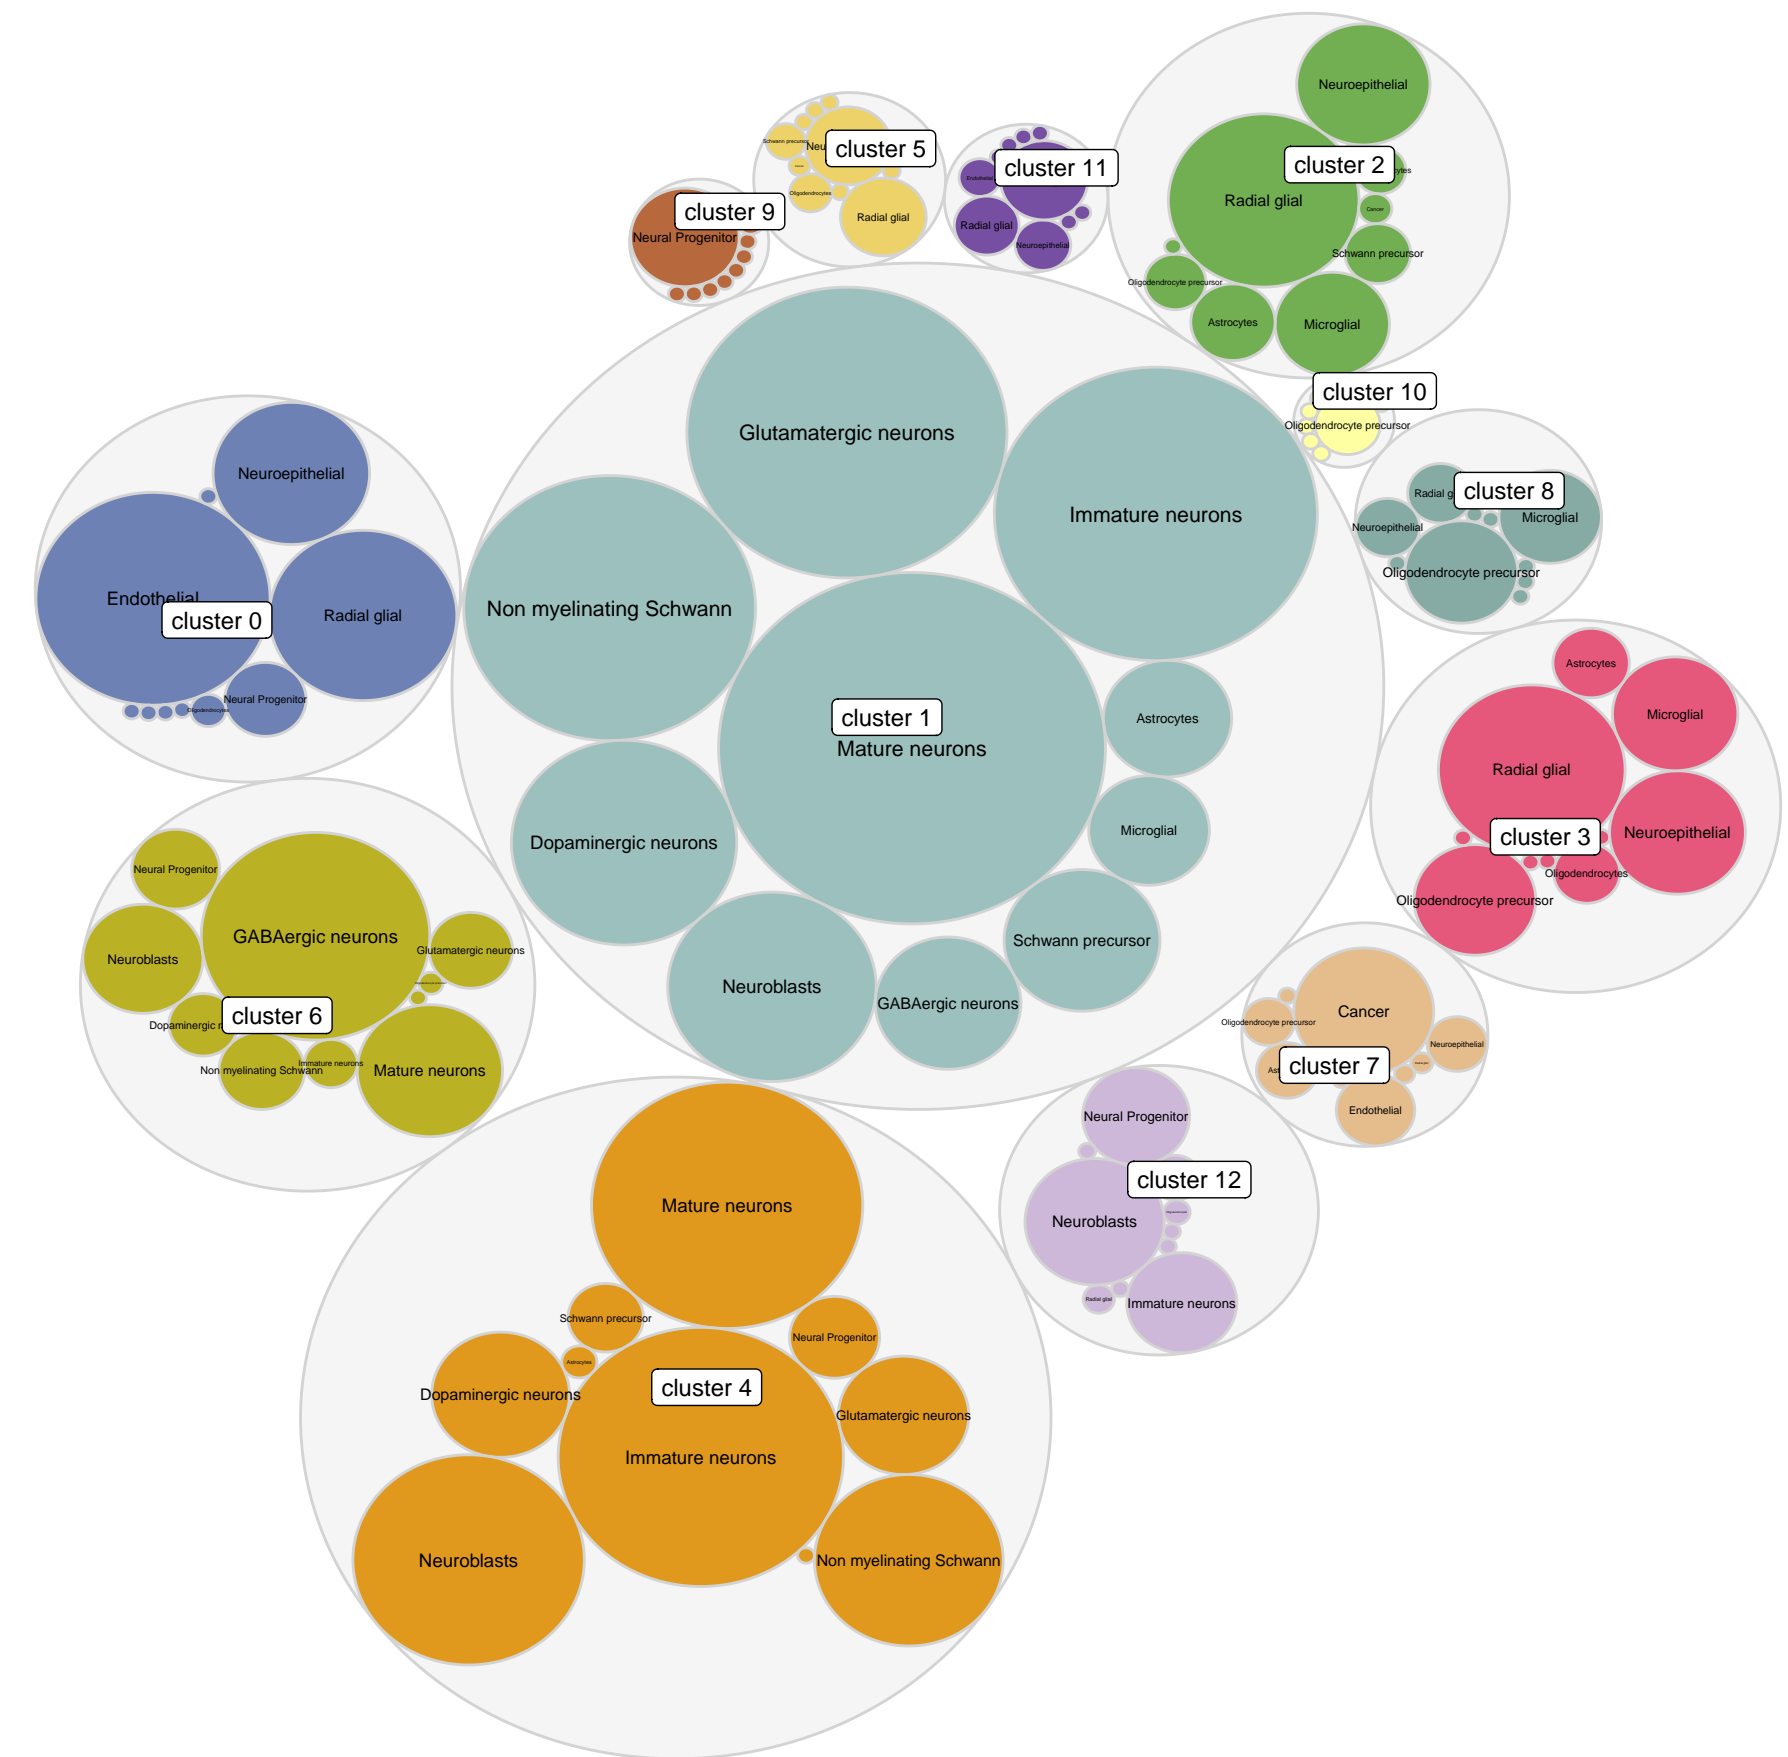 Neuroepithelial
cluster 2
Radial glial
Cancer
Schwann precursor
Oligodendrocyte precursor
Astrocytes
Microglial
cluster 5
Schwann precursor
Oligodendrocytes
Radial glial
cluster 11
Endothelial
Radial glial
Neuroepithelial
cluster 9
Neural Progenitor
cluster 10
Oligodendrocyte precursor
cluster 8
Microglial
Neuroepithelial
Oligodendrocyte precursor
Glutamatergic neurons
Immature neurons
Non myelinating Schwann
cluster 1
Mature neurons
Astrocytes
Microglial
Dopaminergic neurons
Schwann precursor
Neuroblasts
GABAergic neurons
Neuroepithelial
Endothelial
cluster 0
Radial glial
Neural Progenitor
Oligodendrocytes
Astrocytes
Microglial
Radial glial
cluster 3
Neuroepithelial
Oligodendrocytes
Oligodendrocyte precursor
Neural Progenitor
GABAergic neurons
Glutamatergic neurons
Neuroblasts
cluster 6
Dopaminergic
Non myelinating Schwann
Immature neurons
Mature neurons
Cancer
Oligodendrocyte precursor
Neuroepithelial
cluster 7
Endothelial
Neural Progenitor
cluster 12
Neuroblasts
Radial glial
Immature neurons
Mature neurons
Schwann precursor
Neural Progenitor
Astrocytes
cluster 4
Dopaminergic neurons
Glutamatergic neurons
Immature neurons
Neuroblasts
Non myelinating Schwann